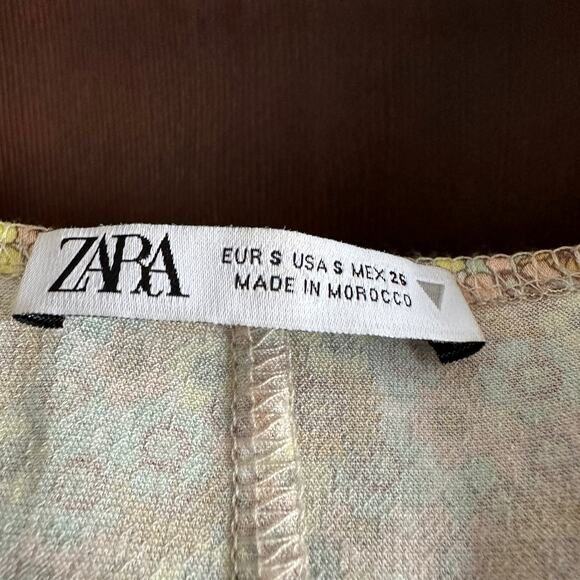 ZARA
EUR S USA S MEX 26
MADE IN MOROCCO